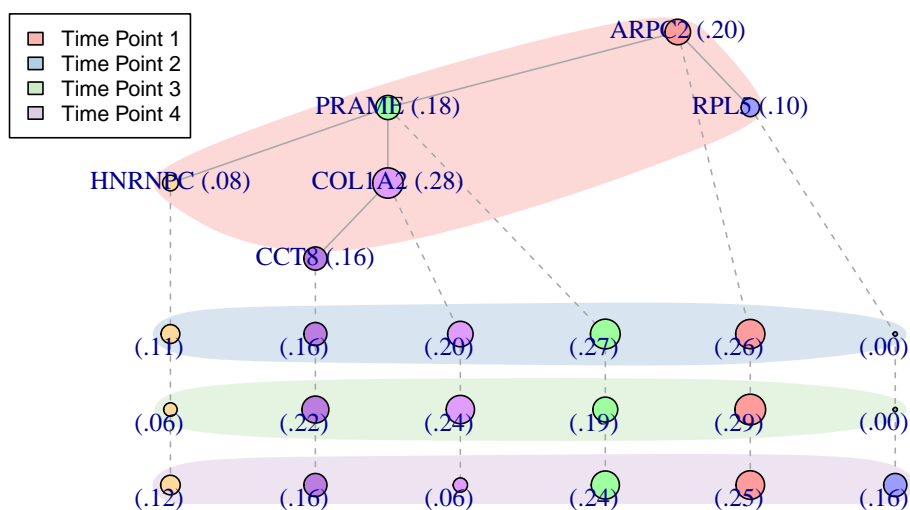 Time Point 1
Time Point 2
Time Point 3
Time Point 4
ARPC2 (.20)
PRAME (.18)
RPL5 (.10)
HNRNPC (.08)
COL1A2 (.28)
CCT8 (.16)
(.11) (.16) (.20) (.27) (.26) (.00)
(.06) (.22) (.24) (.19) (.29) (.00)
(.12) (.16) (.06) (.24) (.25) (.16)